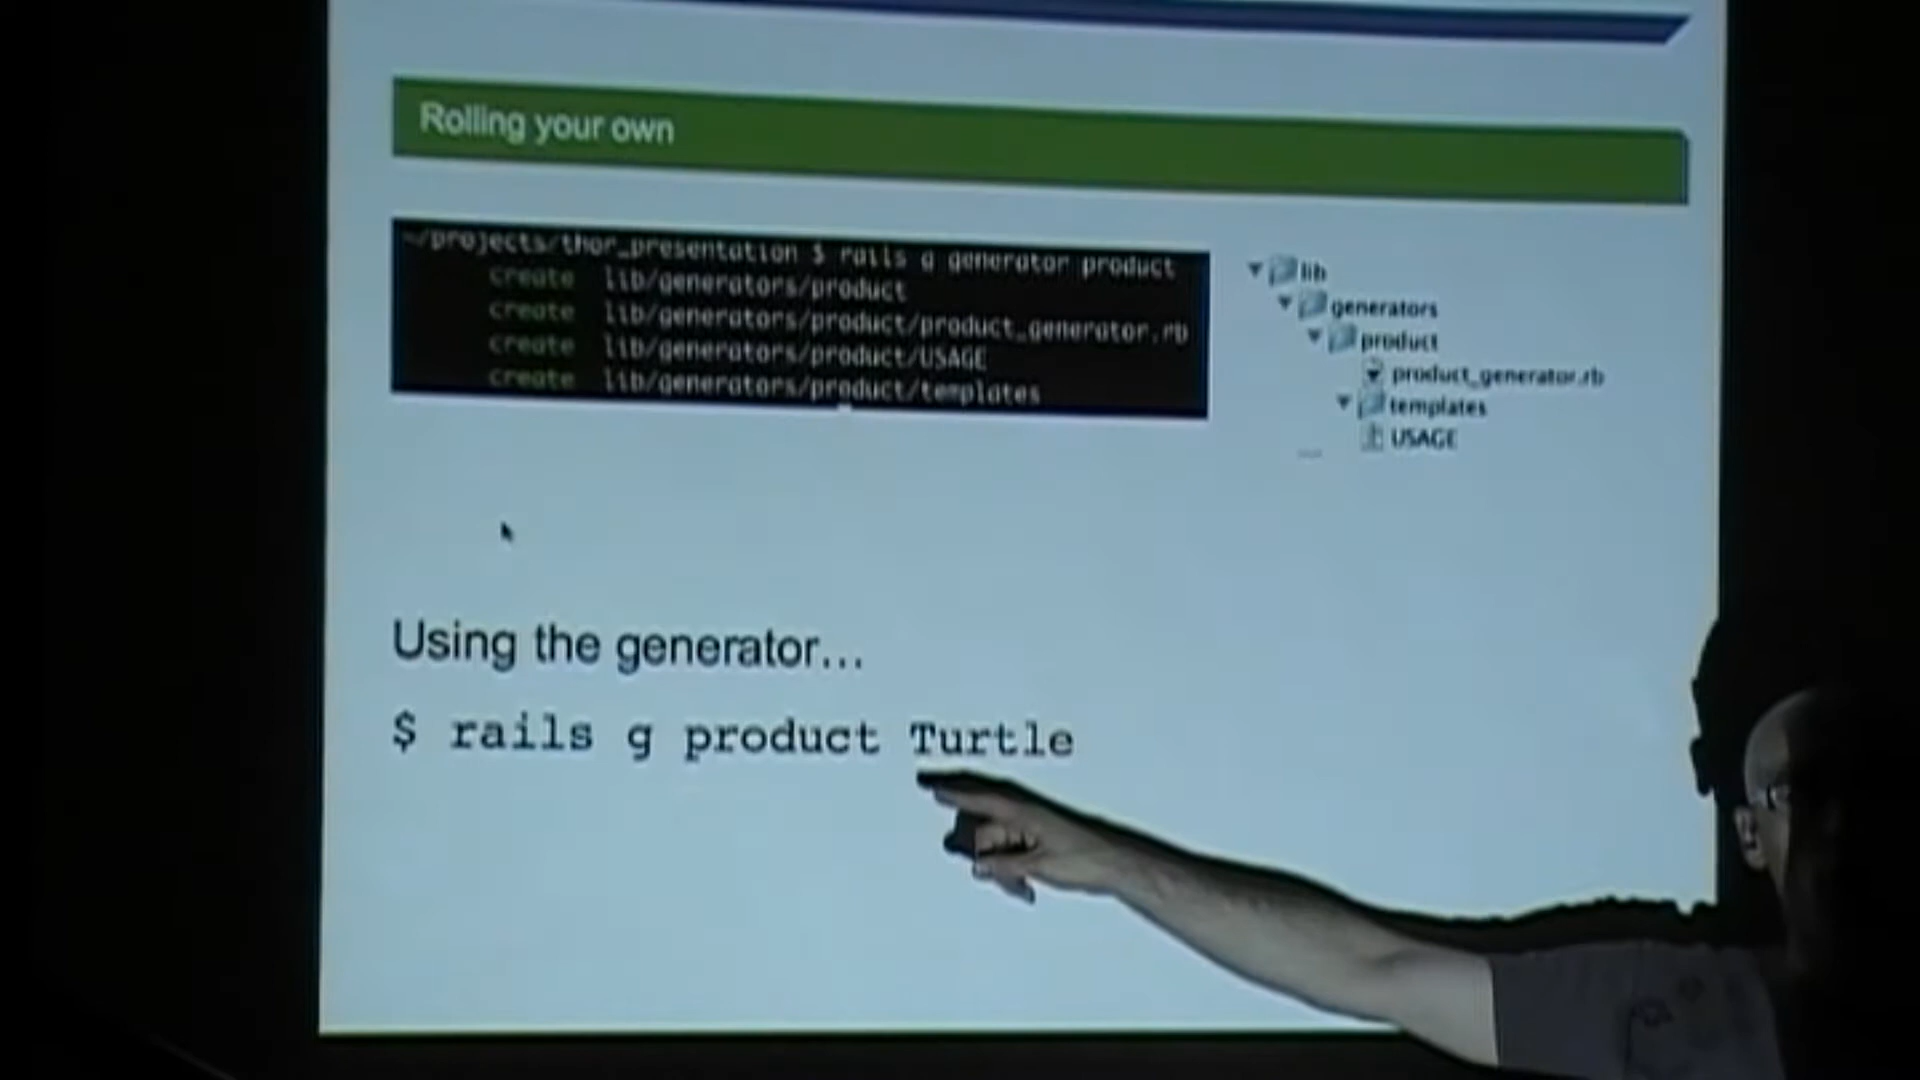 Rolling your own
~/projects/thor_presentation $ rails g generator product
create lib/generators/product
create lib/generators/product/product_generator.rb
create lib/generators/product/USAGE
create lib/generators/product/templates
lib
generators
product
product_generator.rb
templates
USAGE
Using the generator...
$ rails g product Turtle